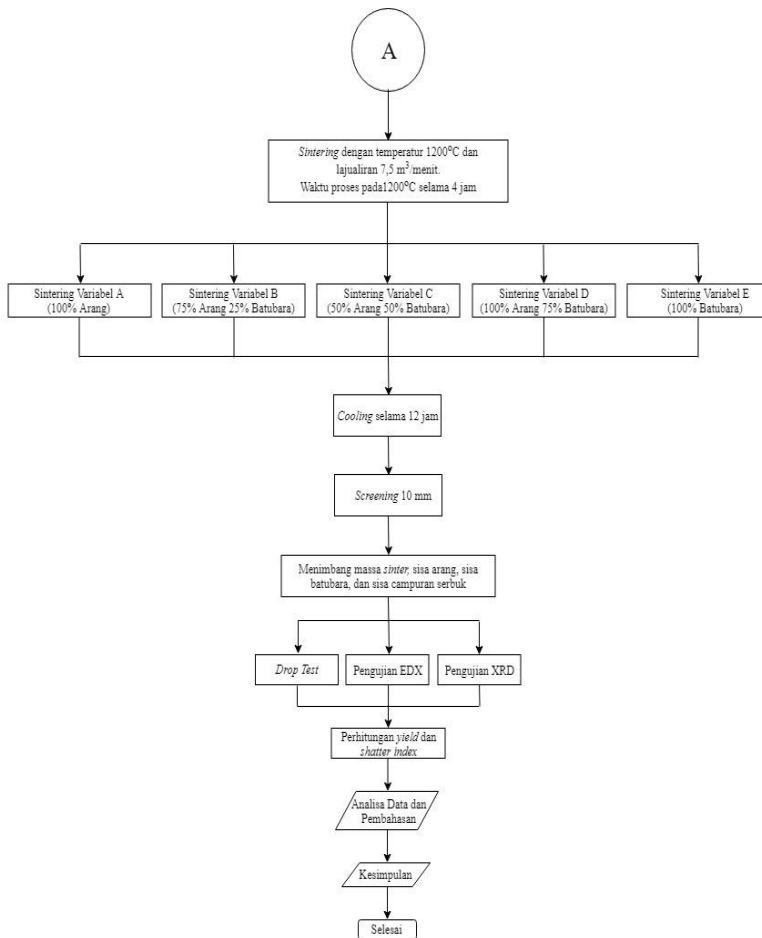 A
Sintering dengan temperatur 1200°C dan
lajualiran 7,5 m³/menit.
Waktu proses pada1200°C selama 4 jam
Sintering Variabel A
(100% Arang)
Sintering Variabel B
(75% Arang 25% Batubara)
Sintering Variabel C
(50% Arang 50% Batubara)
Sintering Variabel D
(100% Arang 75% Batubara)
Sintering Variabel E
(100% Batubara)
Cooling selama 12 jam
Screening 10 mm
Menimbang massa sinter, sisa arang, sisa
batubara, dan sisa campuran serbuk
Drop Test
Pengujian EDX
Pengujian XRD
Perhitungan yield dan
shatter index
Analisa Data dan
Pembahasan
Kesimpulan
Selesai